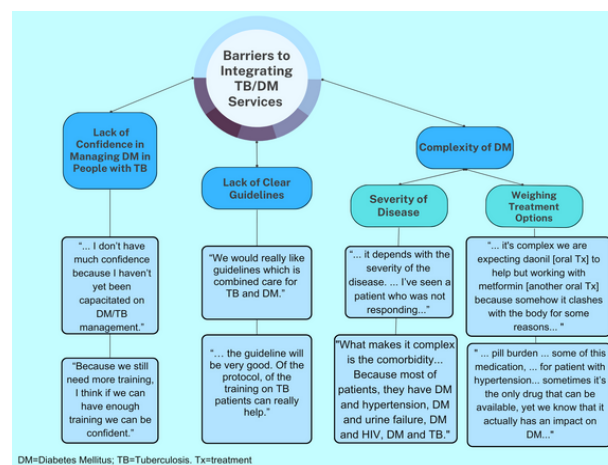 Barriers to
Integrating
TB/DM
Services
Lack of
Confidence in
Managing DM in
People with TB
"... I don't have
much confidence
because I haven't
yet been
capacitated on
DM/TB
management."
"Because we still
need more training,
I think if we can
have enough
training we can be
confident."
Lack of Clear
Guidelines
"We would really like
guidelines which is
combined care for
TB and DM."
"... the guideline will
be very good. Of the
protocol, of the
training on TB
patients can really
help."
Complexity of DM
Severity of
Disease
"... it depends with the
severity of the
disease. ... I've seen a
patient who was not
responding..."
"What makes it complex
is the comorbidity...
Because most of
patients, they have DM
and hypertension, DM
and urine failure, DM
and HIV, DM and TB."
Weighing
Treatment
Options
"... it's complex we are
expecting daonil [oral Tx] to
help but working with
metformin [another oral Tx]
because somehow it clashes
with the body for some
reasons... "
"... pill burden ... some of this
medication, ... for patient with
hypertension... sometimes it's
the only drug that can be
available, yet we know that it
actually has an impact on
DM..."
DM=Diabetes Mellitus; TB=Tuberculosis. Tx=treatment